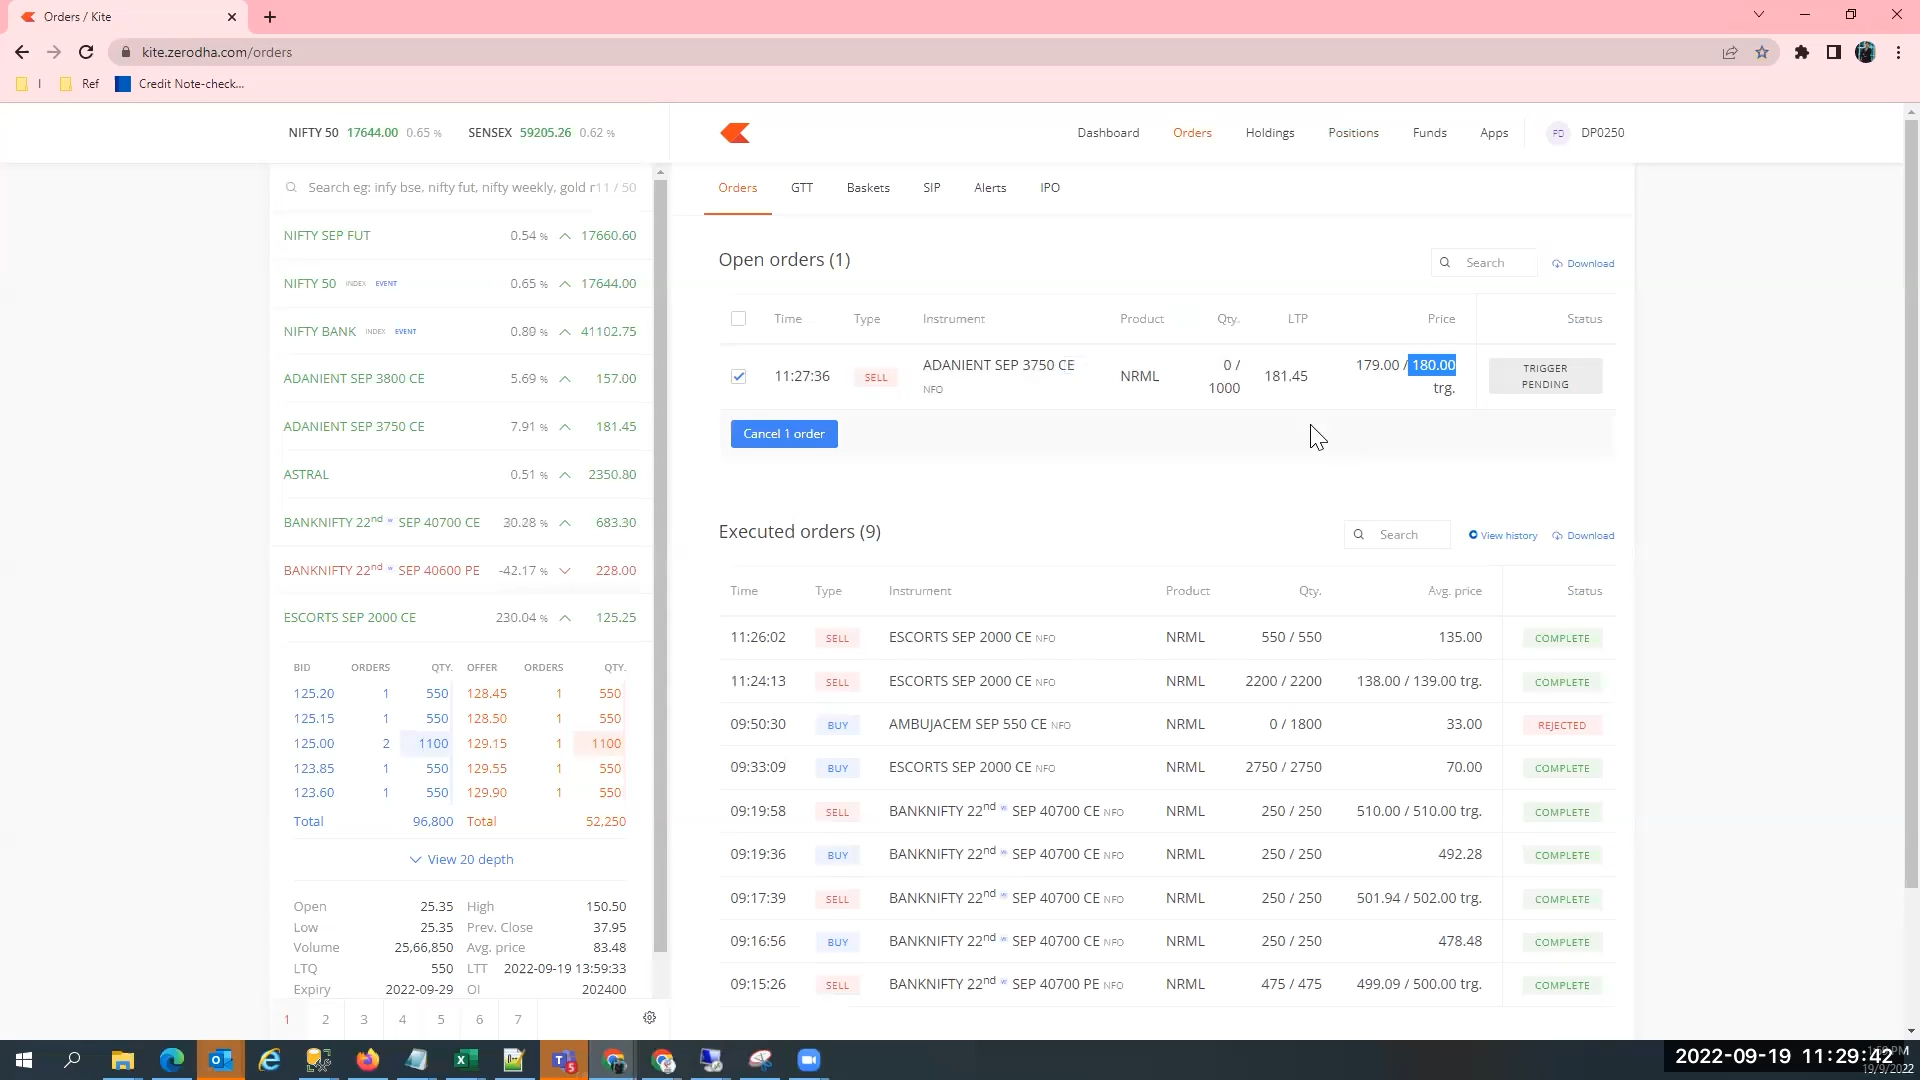 Orders / Kite
kite.zerodha.com/orders
I Ref Credit Note-check...
NIFTY 50 17644.00 0.65 % SENSEX 59205.26 0.62 %
Dashboard Orders Holdings Positions Funds Apps PD DP0250
Search eg: infy bse, nifty fut, nifty weekly, gold r 11 / 50
NIFTY SEP FUT 0.54 % 17660.60
NIFTY 50 INDEX EVENT 0.65 % 17644.00
NIFTY BANK INDEX EVENT 0.89 % 41102.75
ADANIENT SEP 3800 CE 5.69 % 157.00
ADANIENT SEP 3750 CE 7.91 % 181.45
ASTRAL 0.51 % 2350.80
BANKNIFTY 22nd w SEP 40700 CE 30.28 % 683.30
BANKNIFTY 22nd w SEP 40600 PE -42.17 % 228.00
ESCORTS SEP 2000 CE 230.04 % 125.25
BID ORDERS QTY. OFFER ORDERS QTY.
125.20 1 550 128.45 1 550
125.15 1 550 128.50 1 550
125.00 2 1100 129.15 1 1100
123.85 1 550 129.55 1 550
123.60 1 550 129.90 1 550
Total 96,800 Total 52,250
View 20 depth
Open 25.35 High 150.50
Low 25.35 Prev. Close 37.95
Volume 25,66,850 Avg. price 83.48
LTQ 550 LTT 2022-09-19 13:59:33
Expiry 2022-09-29 OI 202400
1 2 3 4 5 6 7
Orders GTT Baskets SIP Alerts IPO
Open orders (1) Search Download
Time Type Instrument Product Qty. LTP Price Status
11:27:36 SELL ADANIENT SEP 3750 CE NFO NRML 0 / 1000 181.45 179.00 / 180.00 trg. TRIGGER PENDING
Cancel 1 order
Executed orders (9) Search View history Download
Time Type Instrument Product Qty. Avg. price Status
11:26:02 SELL ESCORTS SEP 2000 CE NFO NRML 550 / 550 135.00 COMPLETE
11:24:13 SELL ESCORTS SEP 2000 CE NFO NRML 2200 / 2200 138.00 / 139.00 trg. COMPLETE
09:50:30 BUY AMBUJACEM SEP 550 CE NFO NRML 0 / 1800 33.00 REJECTED
09:33:09 BUY ESCORTS SEP 2000 CE NFO NRML 2750 / 2750 70.00 COMPLETE
09:19:58 SELL BANKNIFTY 22nd w SEP 40700 CE NFO NRML 250 / 250 510.00 / 510.00 trg. COMPLETE
09:19:36 BUY BANKNIFTY 22nd w SEP 40700 CE NFO NRML 250 / 250 492.28 COMPLETE
09:17:39 SELL BANKNIFTY 22nd w SEP 40700 CE NFO NRML 250 / 250 501.94 / 502.00 trg. COMPLETE
09:16:56 BUY BANKNIFTY 22nd w SEP 40700 CE NFO NRML 250 / 250 478.48 COMPLETE
09:15:26 SELL BANKNIFTY 22nd w SEP 40700 PE NFO NRML 475 / 475 499.09 / 500.00 trg. COMPLETE
2022-09-19 11:29:42
19/9/2022